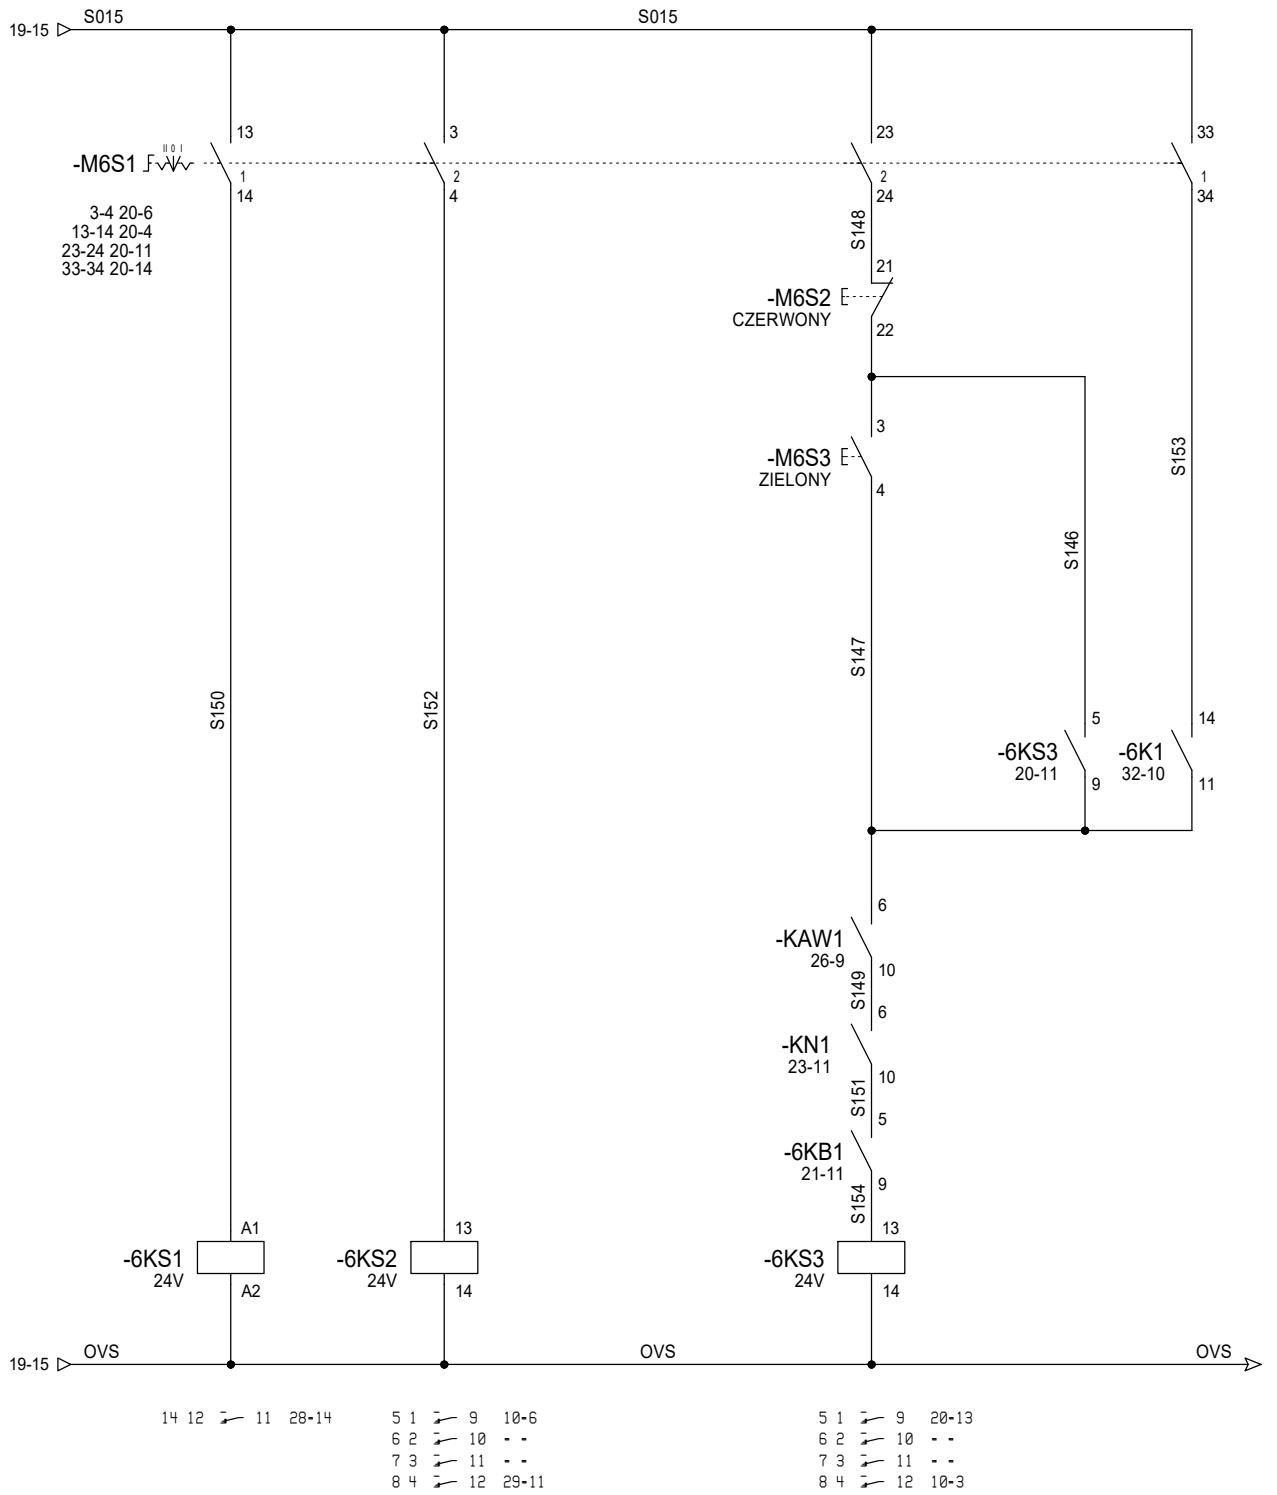 S015 S015
19-15
13 3 23 33
II 0 I
-M6S1
1 2 2 1
14 4 24 34
3-4 20-6
13-14 20-4
23-24 20-11
33-34 20-14
S148
21
-M6S2
CZERWONY
22
3
-M6S3
ZIELONY
4
S153
S146
S147
S150 S152
5 14
-6KS3 -6K1
20-11 32-10
9 11
6
-KAW1
26-9
10
S149
6
-KN1
23-11
10
S151
5
-6KB1
21-11
9
S154
A1 13 13
-6KS1 -6KS2 -6KS3
24V 24V 24V
A2 14 14
OVS OVS OVS
19-15
14 12 11 28-14
5 1 9 10-6
6 2 10 - -
7 3 11 - -
8 4 12 29-11
5 1 9 20-13
6 2 10 - -
7 3 11 - -
8 4 12 10-3